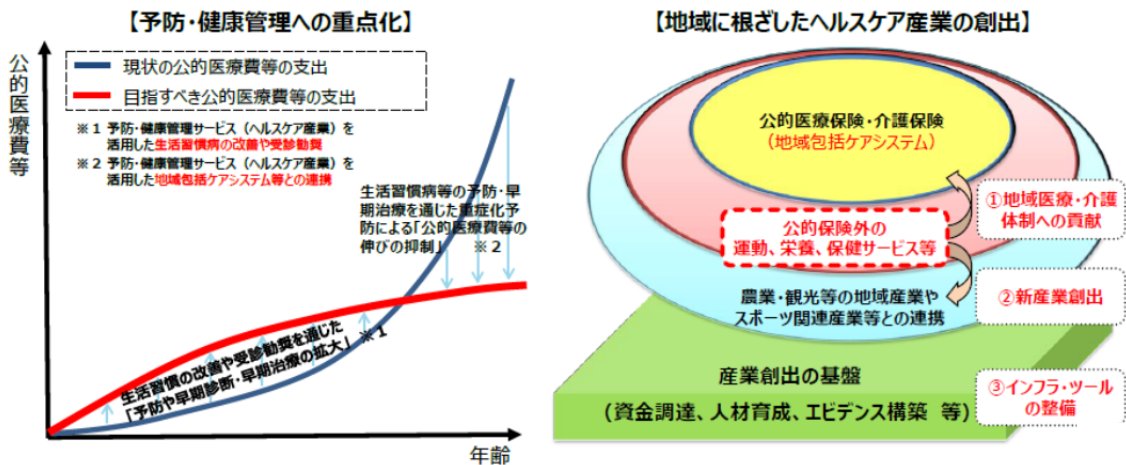 【予防・健康管理への重点化】
公的医療費等
現状の公的医療費等の支出
目指すべき公的医療費等の支出
※1 予防・健康管理サービス（ヘルスケア産業）を
活用した生活習慣病の改善や受診勧奨
※2 予防・健康管理サービス（ヘルスケア産業）を
活用した地域包括ケアシステム等との連携
生活習慣病等の予防・早
期治療を通じた重症化予
防による「公的医療費等の
伸びの抑制」 ※2
生活習慣の改善や受診勧奨を通じた
「予防や早期診断・早期治療の拡大」 ※1
年齢
【地域に根ざしたヘルスケア産業の創出】
公的医療保険・介護保険
（地域包括ケアシステム）
①地域医療・介護
体制への貢献
公的保険外の
運動、栄養、保健サービス等
②新産業創出
農業・観光等の地域産業や
スポーツ関連産業等との連携
産業創出の基盤
（資金調達、人材育成、エビデンス構築 等）
③インフラ・ツール
の整備